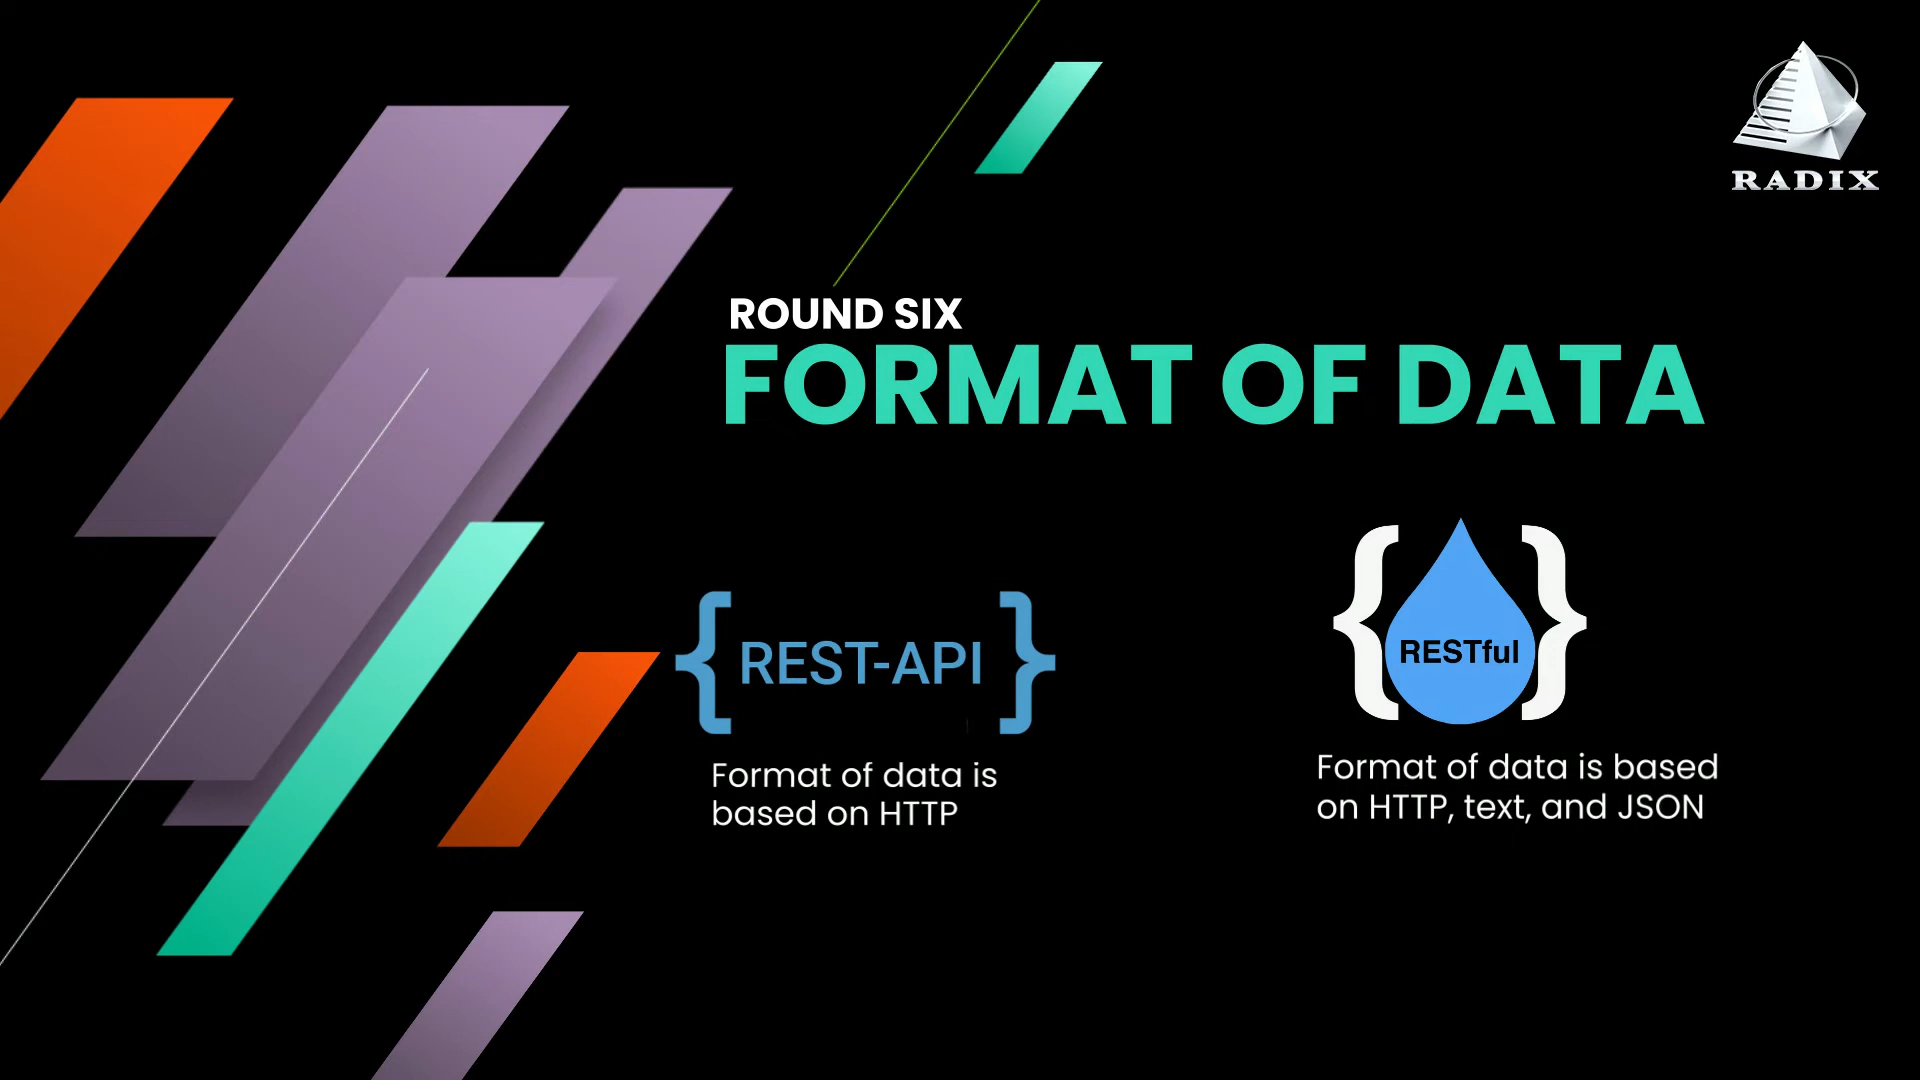 RADIX
ROUND SIX
FORMAT OF DATA
{ REST-API }
Format of data is
based on HTTP
{RESTful}
Format of data is based
on HTTP, text, and JSON